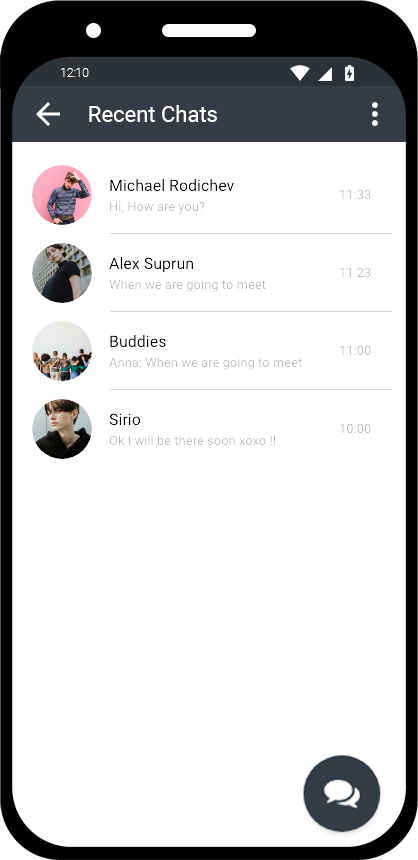 12:10
Recent Chats
Michael Rodichev
Hi, How are you?
11:33
Alex Suprun
When we are going to meet
11:23
Buddies
Anna: When we are going to meet
11:00
Sirio
Ok I will be there soon xoxo !!
10:00